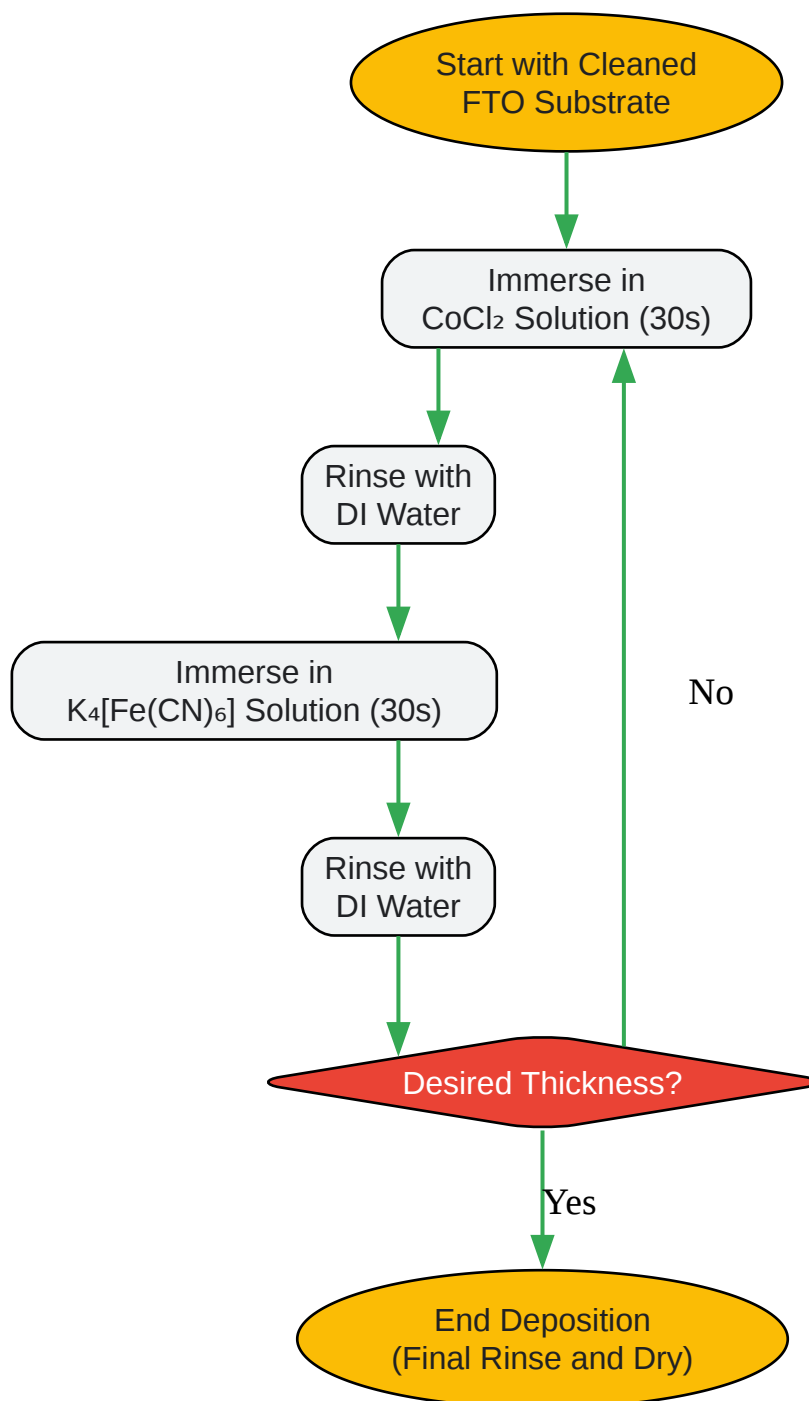 Start with Cleaned
FTO Substrate
Immerse in
CoCl₂ Solution (30s)
Rinse with
DI Water
Immerse in
K₄[Fe(CN)₆] Solution (30s)
No
Rinse with
DI Water
Desired Thickness?
Yes
End Deposition
(Final Rinse and Dry)